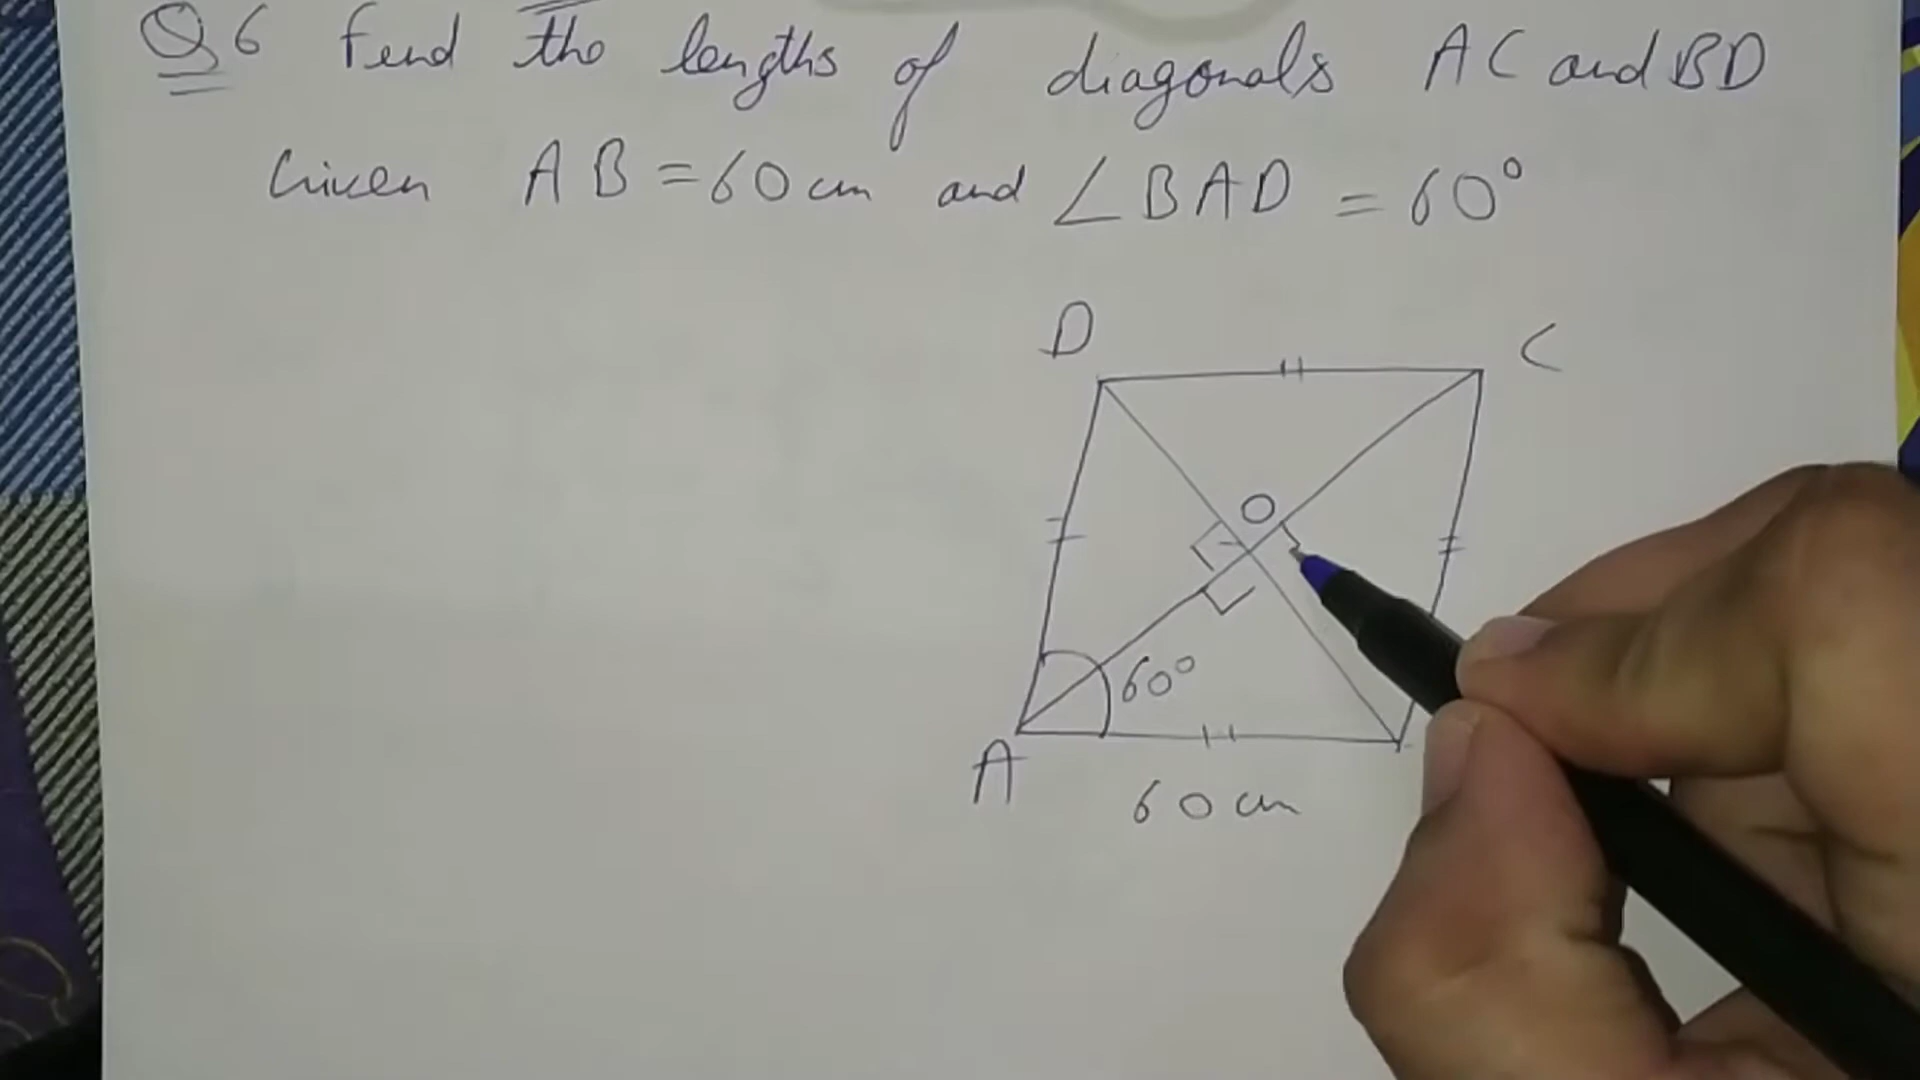 Q6 Find the lengths of diagonals AC and BD
Given AB = 60 cm and ∠BAD = 60°
D
C
O
60°
A
60 cm